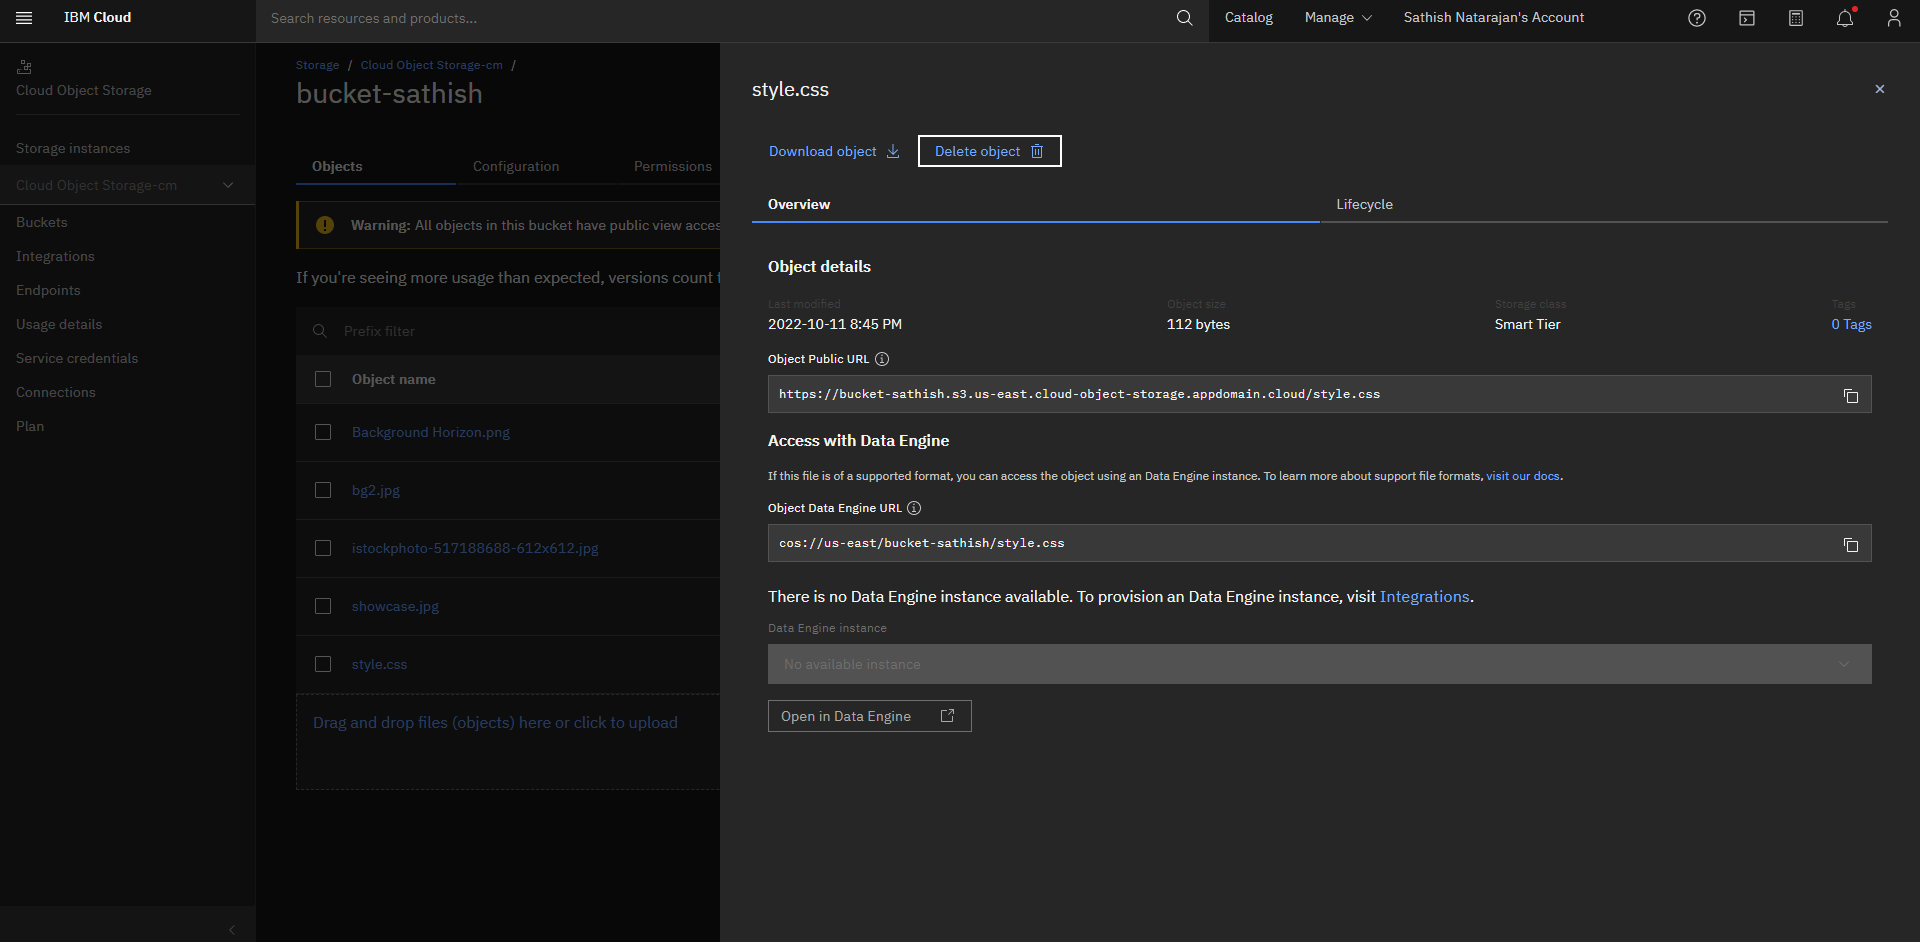 IBM Cloud
Search resources and products...
Catalog
Manage
Sathish Natarajan's Account
Cloud Object Storage
Storage instances
Cloud Object Storage-cm
Buckets
Integrations
Endpoints
Usage details
Service credentials
Connections
Plan
Storage / Cloud Object Storage-cm /
bucket-sathish
Objects
Configuration
Permissions
Warning: All objects in this bucket have public view acces
If you're seeing more usage than expected, versions count t
Prefix filter
Object name
Background Horizon.png
bg2.jpg
istockphoto-517188688-612x612.jpg
showcase.jpg
style.css
Drag and drop files (objects) here or click to upload
style.css
Download object
Delete object
Overview
Lifecycle
Object details
Last modified
Object size
Storage class
Tags
2022-10-11 8:45 PM
112 bytes
Smart Tier
0 Tags
Object Public URL
https://bucket-sathish.s3.us-east.cloud-object-storage.appdomain.cloud/style.css
Access with Data Engine
If this file is of a supported format, you can access the object using an Data Engine instance. To learn more about support file formats, visit our docs.
Object Data Engine URL
cos://us-east/bucket-sathish/style.css
There is no Data Engine instance available. To provision an Data Engine instance, visit Integrations.
Data Engine instance
No available instance
Open in Data Engine